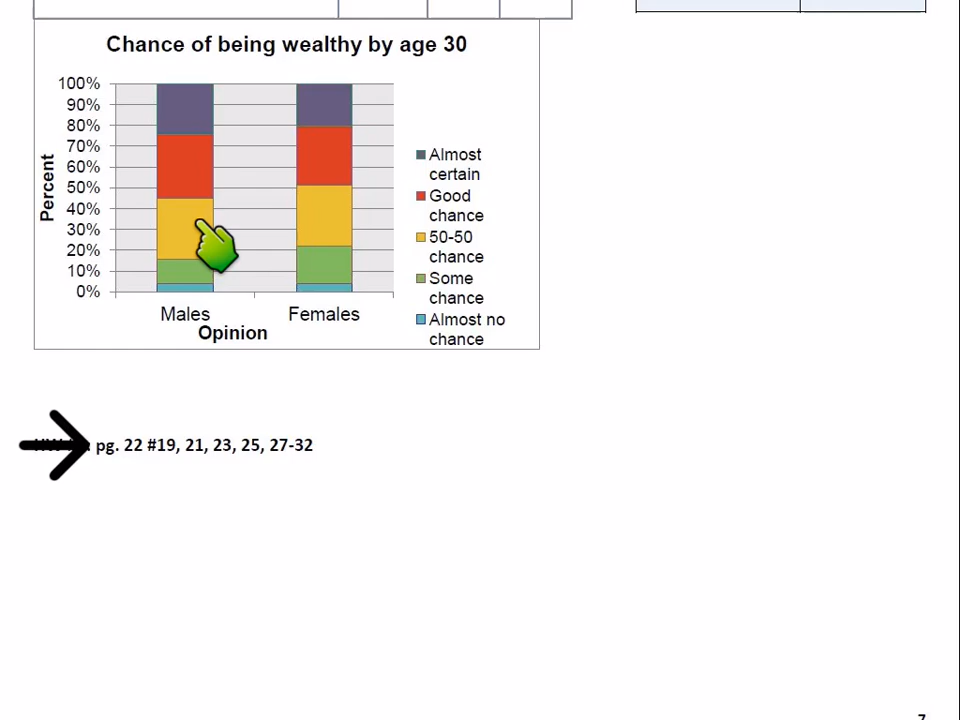 Chance of being wealthy by age 30
100%
90%
80%
70%
60%
50%
40%
30%
20%
10%
0%
Percent
Males
Females
Opinion
Almost
certain
Good
chance
50-50
chance
Some
chance
Almost no
chance
pg. 22 #19, 21, 23, 25, 27-32